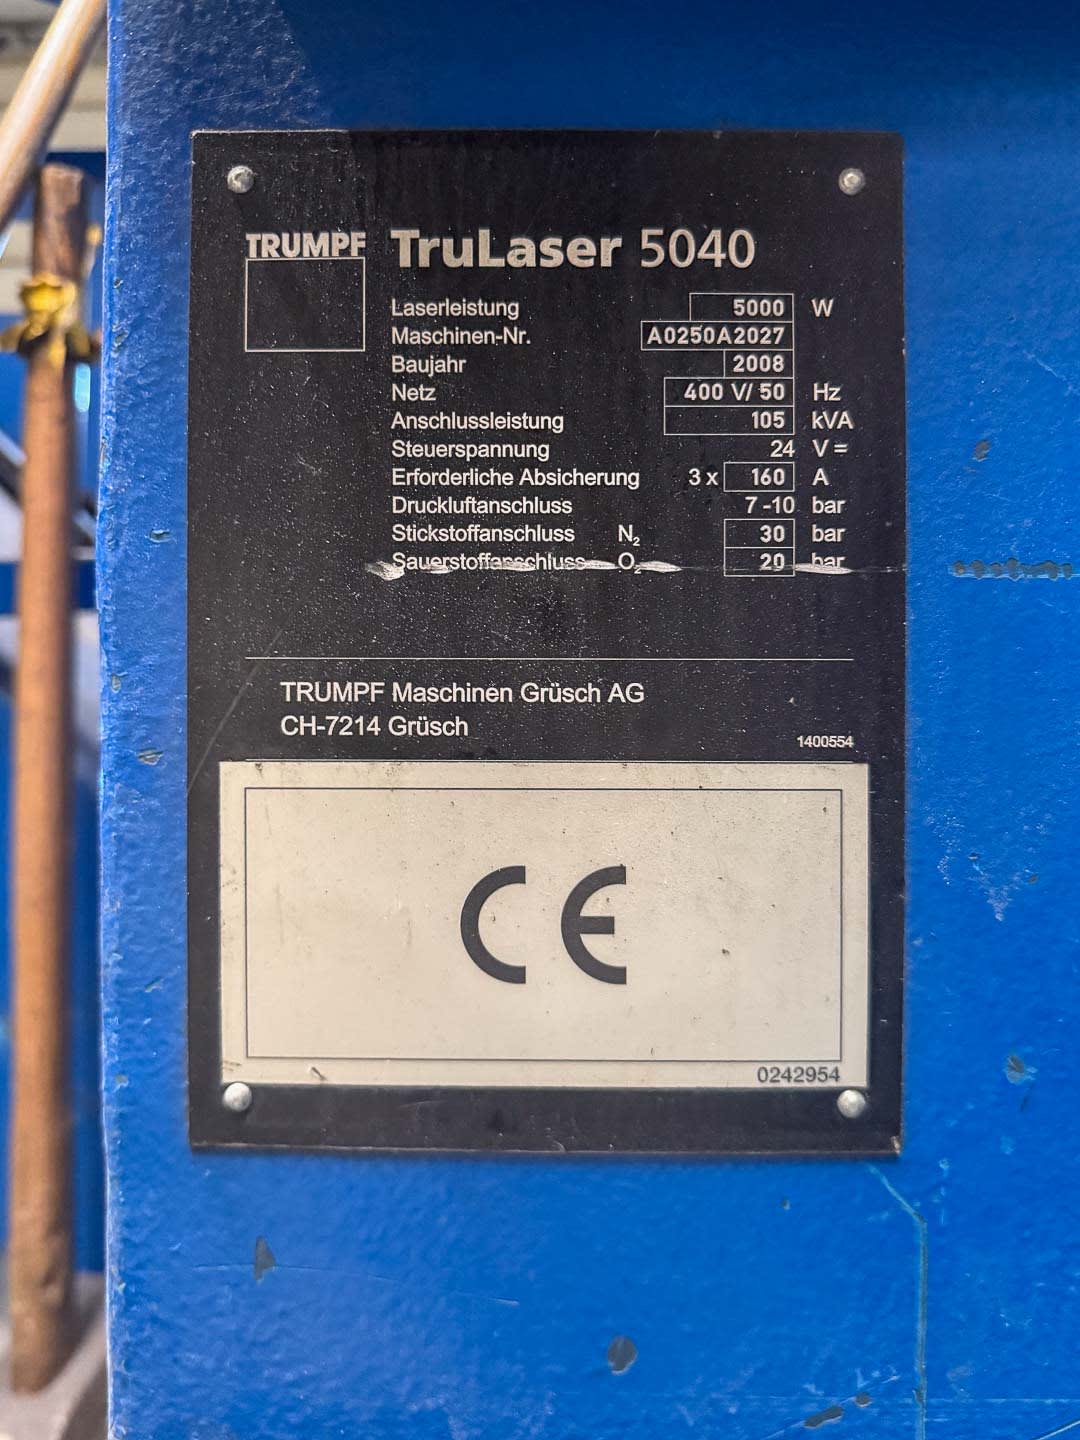 TRUMPF TruLaser 5040
Laserleistung 5000 W
Maschinen-Nr. A0250A2027
Baujahr 2008
Netz 400 V/ 50 Hz
Anschlussleistung 105 kVA
Steuerspannung 24 V =
Erforderliche Absicherung 3 x 160 A
Druckluftanschluss 7 -10 bar
Stickstoffanschluss N₂ 30 bar
Sauerstoffanschluss O₂ 20 bar
TRUMPF Maschinen Grüsch AG
CH-7214 Grüsch
1400554
CE
0242954